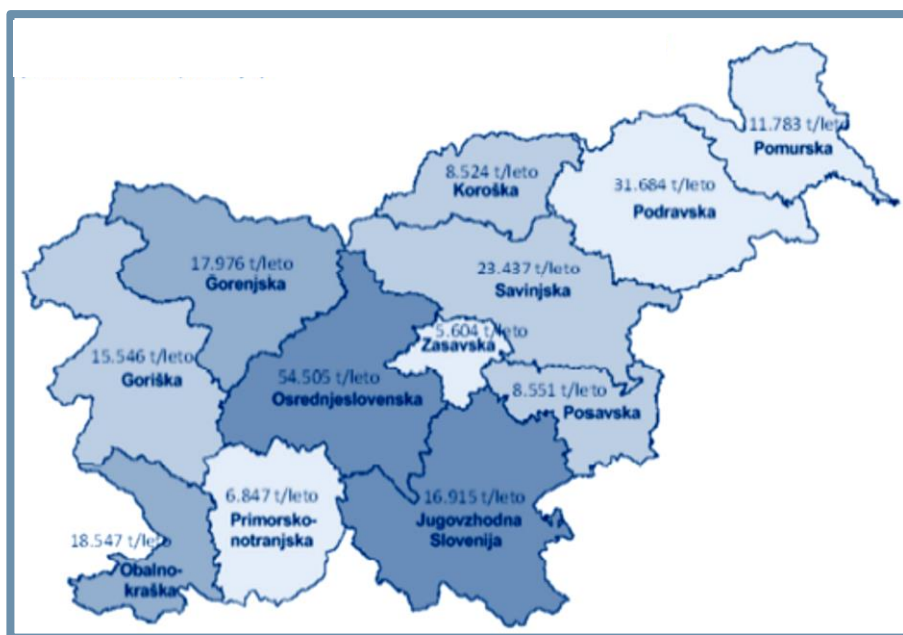 11.783 t/leto
Pomurska
8.524 t/leto
Koroška
31.684 t/leto
Podravska
17.976 t/leto
Gorenjska
23.437 t/leto
Savinjska
5.604 t/leto
Zasavska
15.546 t/leto
Goriška
54.505 t/leto
Osrednjeslovenska
8.551 t/leto
Posavska
6.847 t/leto
Primorsko-
notranjska
16.915 t/leto
Jugovzhodna
Slovenija
18.547 t/leto
Obalno-
kraška